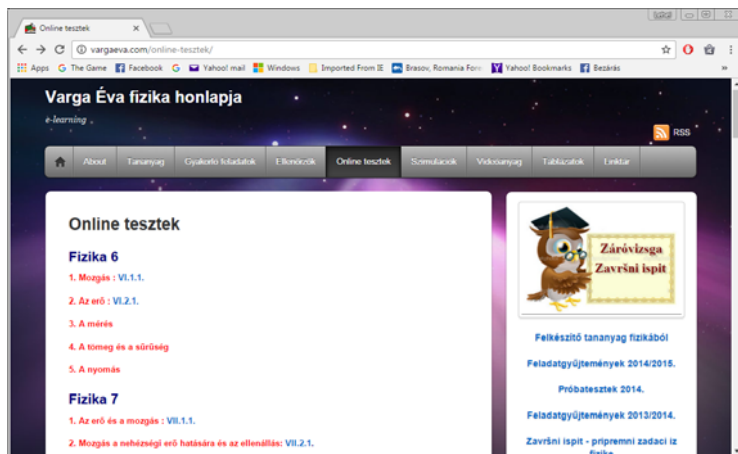 Online tesztek
vargaeva.com/online-tesztek/
Apps The Game Facebook Yahoo! mail Windows Imported From IE Brasov, Romania Fore Yahoo! Bookmarks Bezárás
Varga Éva fizika honlapja
e-learning
RSS
About Tananyag Gyakorló feladatok Ellenőrzők Online tesztek Szimulációk Videóanyag Táblázatok Linktár
Online tesztek
Fizika 6
1. Mozgás : VI.1.1.
2. Az erő : VI.2.1.
3. A mérés
4. A tömeg és a sűrűség
5. A nyomás
Fizika 7
1. Az erő és a mozgás : VII.1.1.
2. Mozgás a nehézségi erő hatására és az ellenállás: VII.2.1.
Záróvizsga
Završni ispit
Felkészítő tananyag fizikából
Feladatgyűjtemények 2014/2015.
Próbatesztek 2014.
Feladatgyűjtemények 2013/2014.
Završni ispit - pripremni zadaci iz
fizike